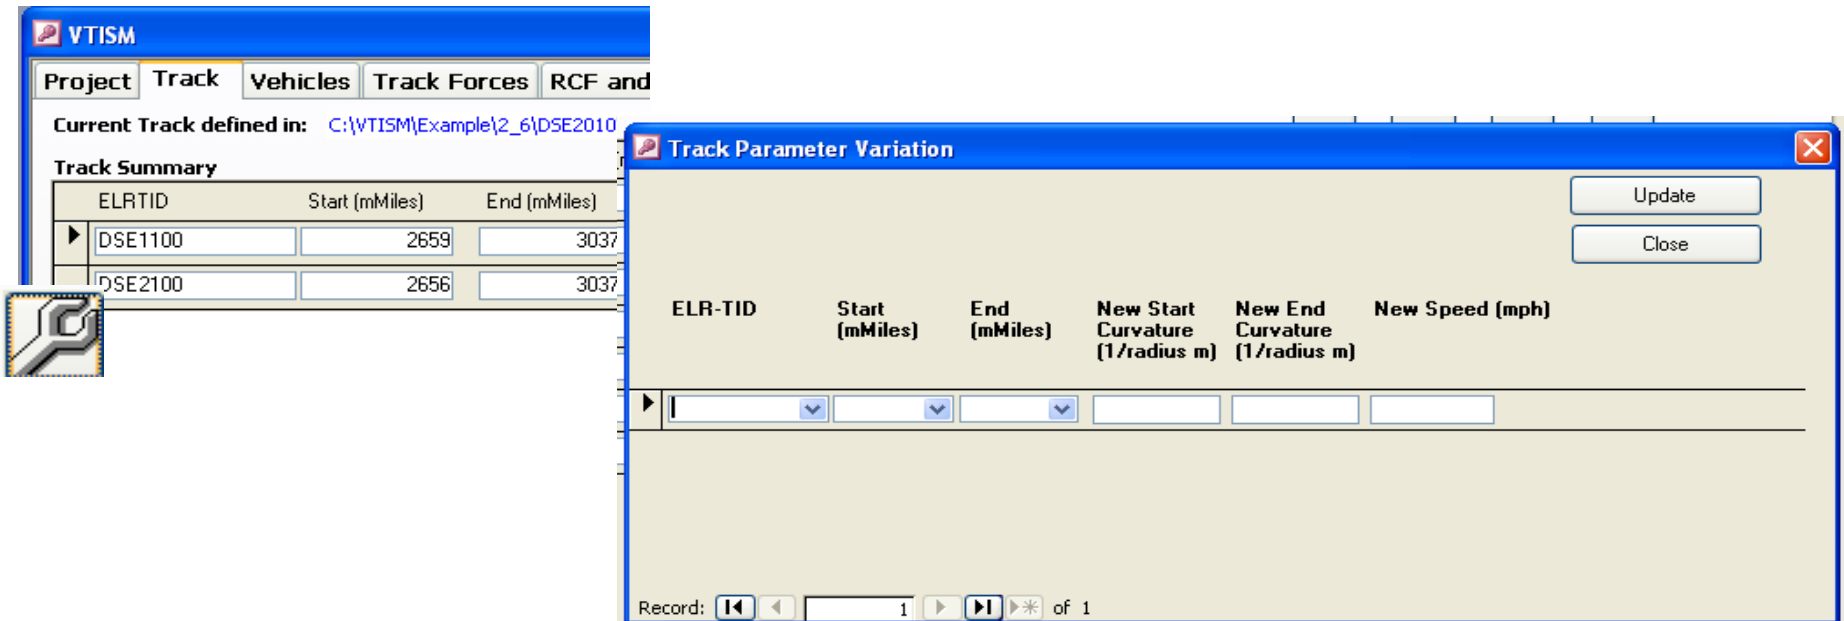 VTISM
Project Track Vehicles Track Forces RCF and
Current Track defined in: C:\VTISM\Example\2_6\DSE2010
Track Summary
ELRTID Start (mMiles) End (mMiles)
DSE1100 2659 3037
DSE2100 2656 3037
Track Parameter Variation
Update
Close
ELR-TID Start End New Start New End New Speed (mph)
(mMiles) (mMiles) Curvature Curvature
(1/radius m) (1/radius m)
Record: 1 of 1